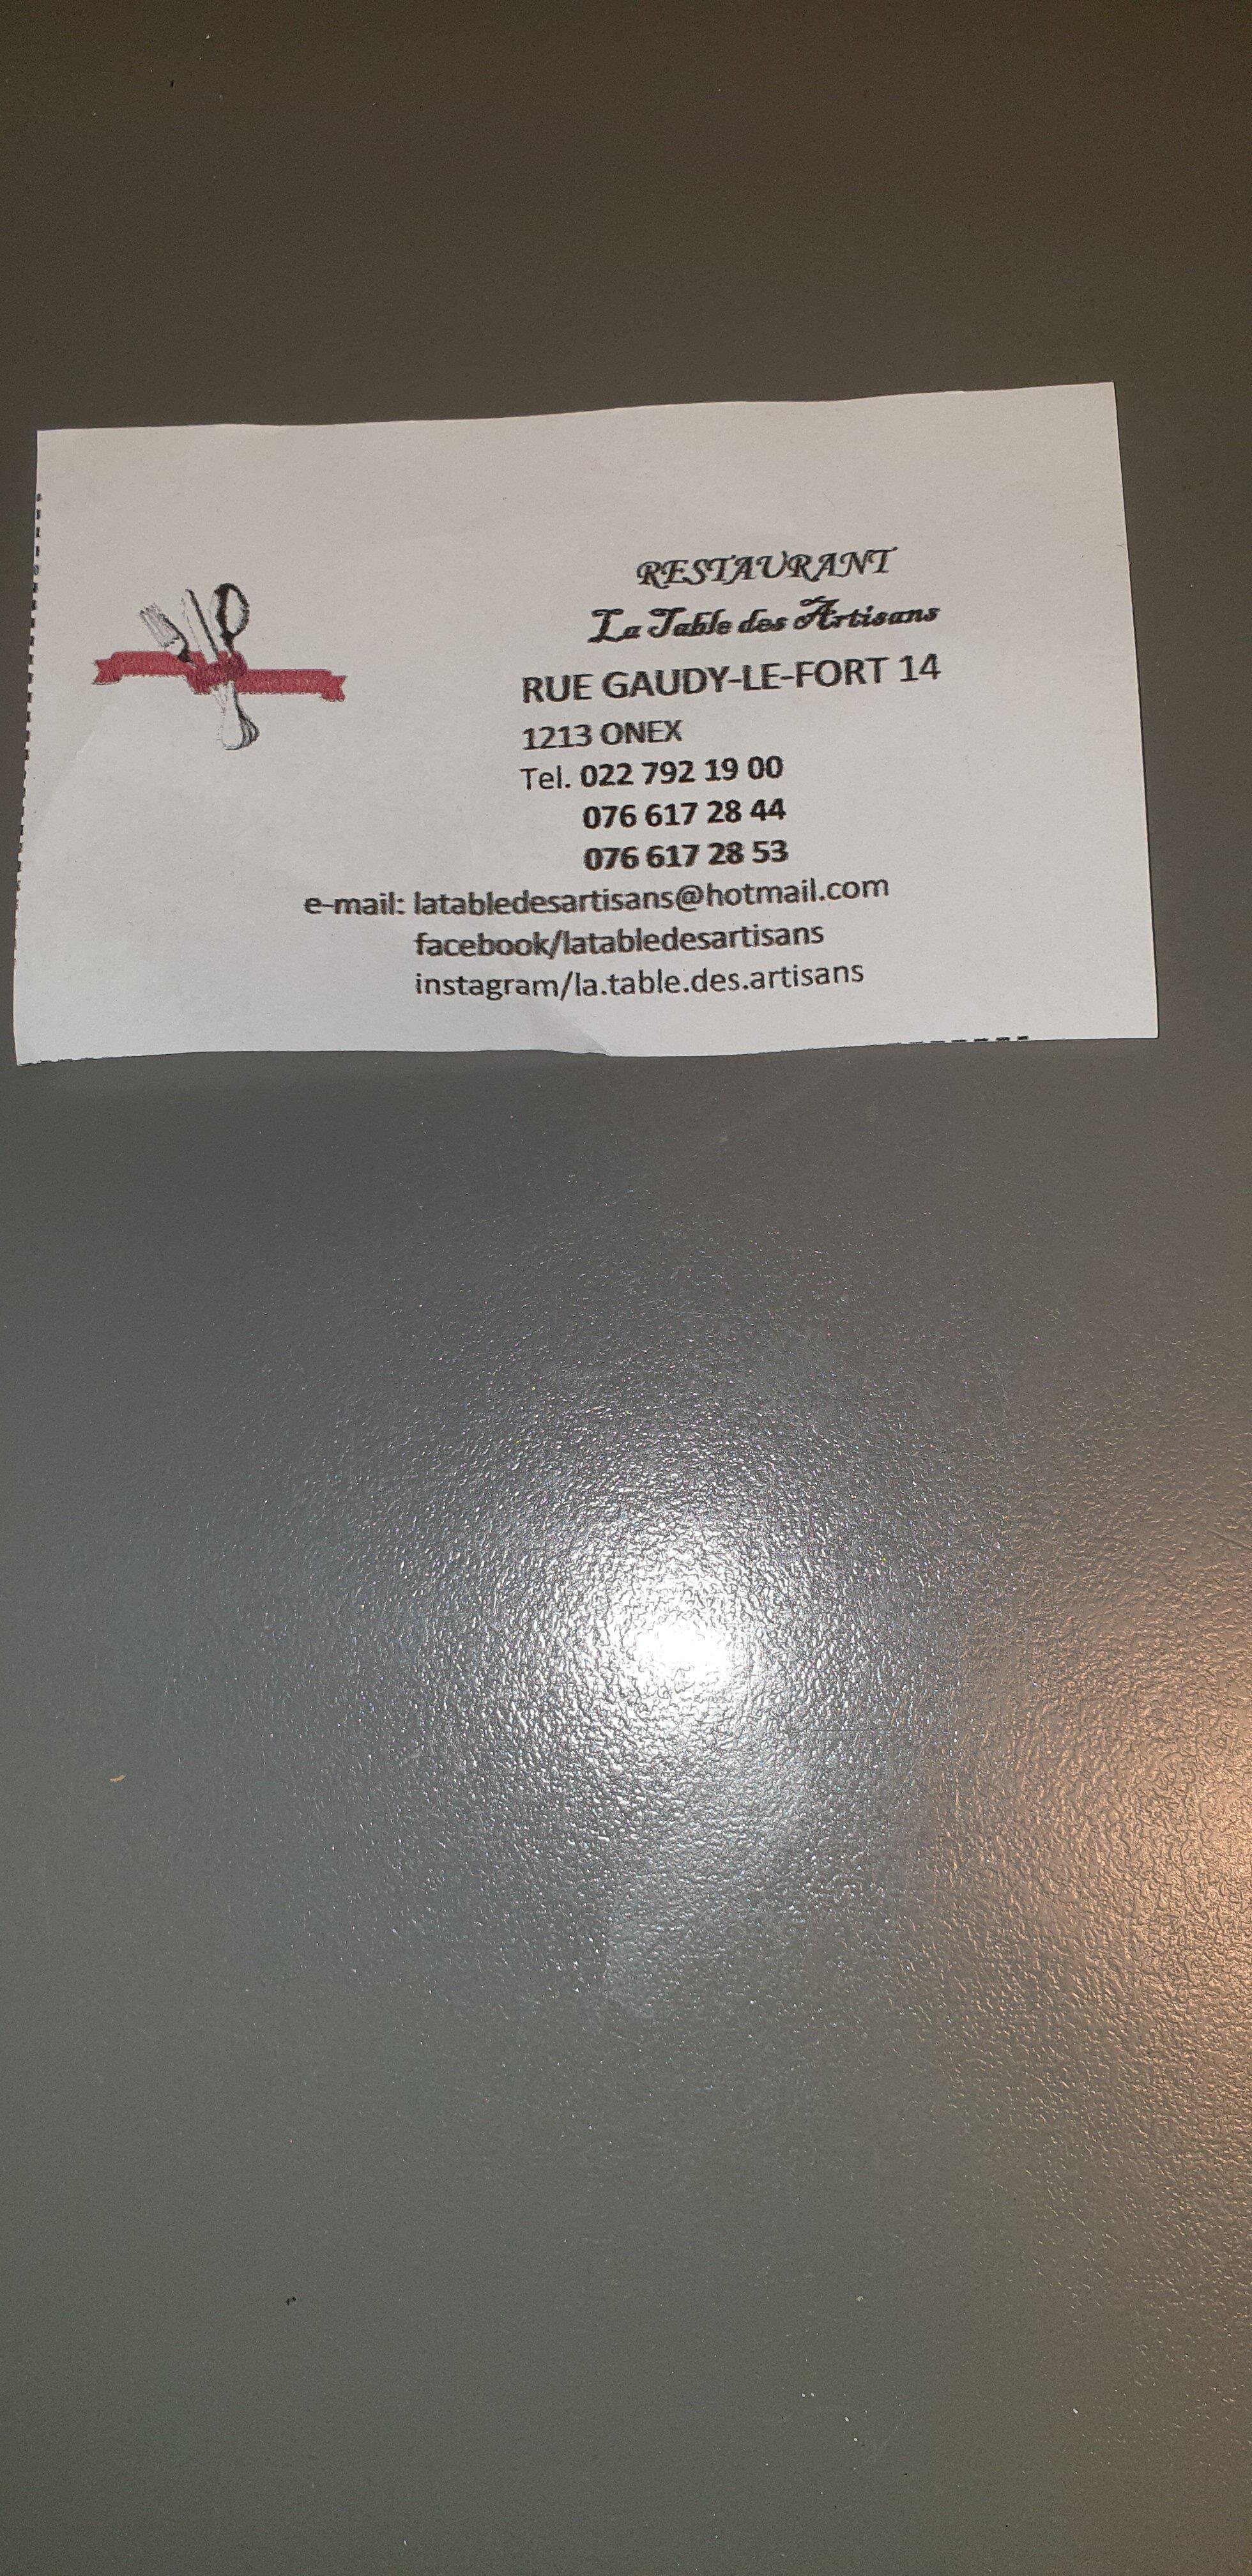 RESTAURANT
La Table des Artisans
RUE GAUDY-LE-FORT 14
1213 ONEX
Tel. 022 792 19 00
076 617 28 44
076 617 28 53
e-mail: latabledesartisans@hotmail.com
facebook/latabledesartisans
instagram/la.table.des.artisans